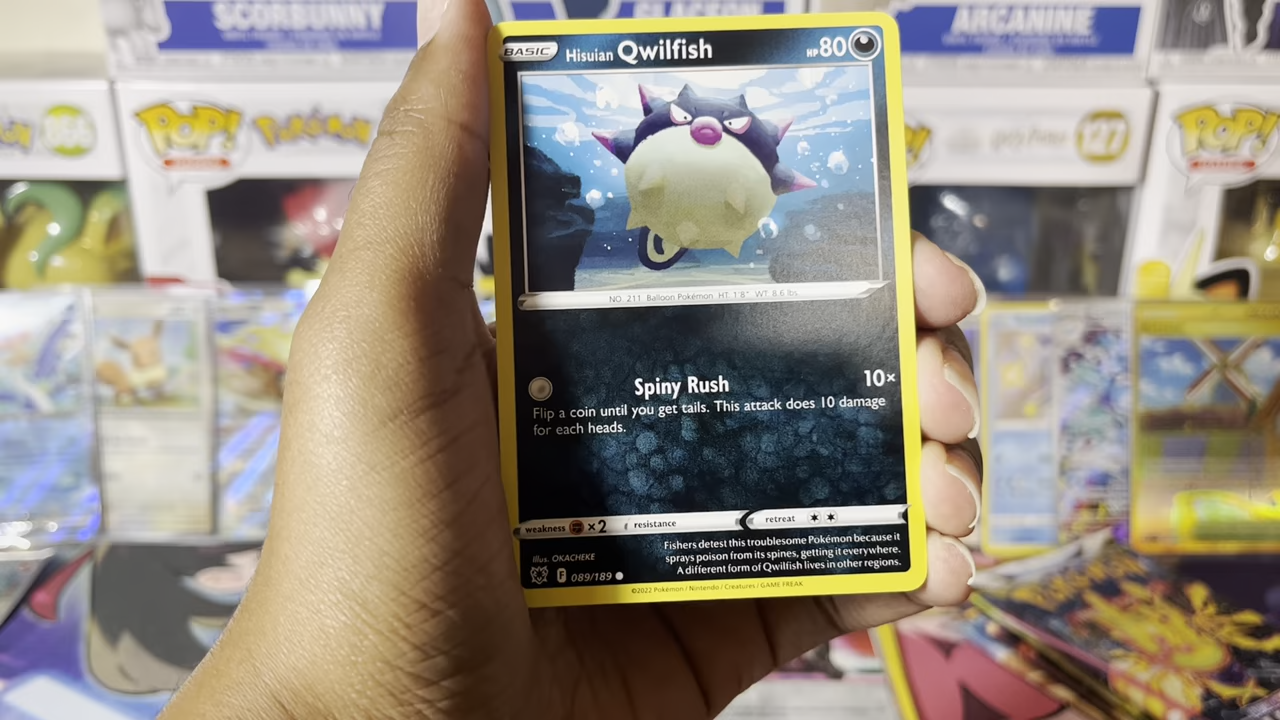 SCORBUNNY
GLACEON
ARCANINE
POP!
Pokémon
127
POP!
BASIC
Hisuian Qwilfish
HP 80
NO. 211 Balloon Pokémon HT: 1'8" WT: 8.6 lbs.
Spiny Rush 10×
Flip a coin until you get tails. This attack does 10 damage
for each heads.
weakness ×2 resistance retreat
Illus. OKACHEKE
F 089/189
Fishers detest this troublesome Pokémon because it
sprays poison from its spines, getting it everywhere.
A different form of Qwilfish lives in other regions.
©2022 Pokémon / Nintendo / Creatures / GAME FREAK